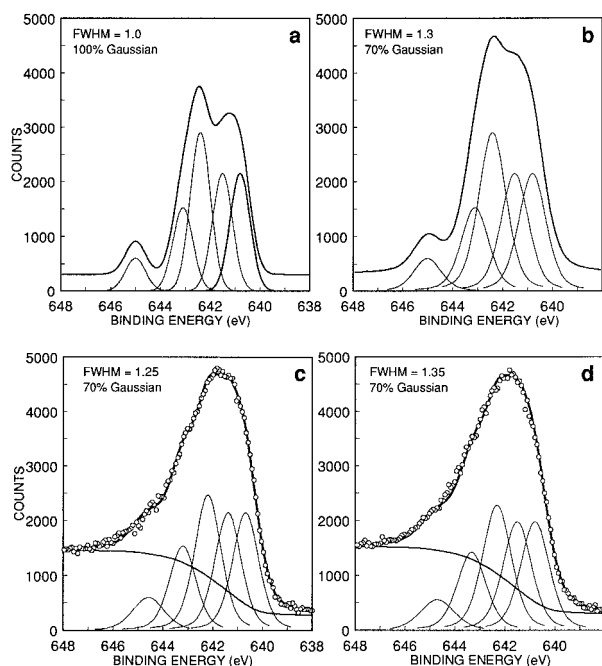 FWHM = 1.0
100% Gaussian
a
5000
4000
3000
2000
1000
0
COUNTS
648 646 644 642 640 638
BINDING ENERGY (eV)
FWHM = 1.3
70% Gaussian
b
5000
4000
3000
2000
1000
0
648 646 644 642 640
BINDING ENERGY (eV)
FWHM = 1.25
70% Gaussian
c
5000
4000
3000
2000
1000
0
COUNTS
648 646 644 642 640 638
BINDING ENERGY (eV)
FWHM = 1.35
70% Gaussian
d
5000
4000
3000
2000
1000
0
648 646 644 642 640
BINDING ENERGY (eV)